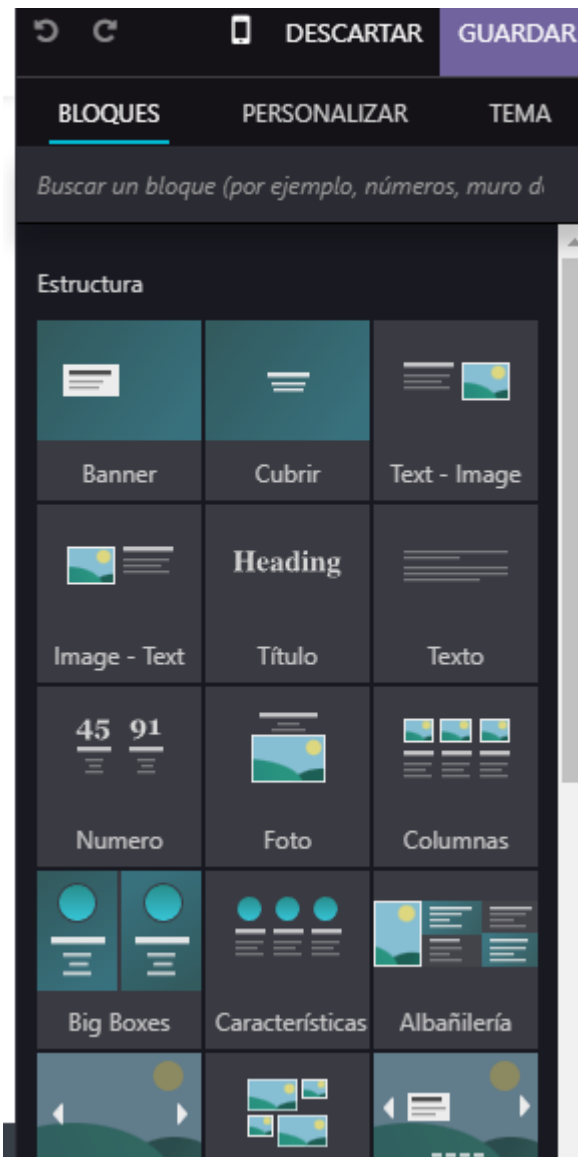 DESCARTAR GUARDAR
BLOQUES PERSONALIZAR TEMA
Buscar un bloque (por ejemplo, números, muro d
Estructura
Banner Cubrir Text - Image
Heading
Image - Text Título Texto
45 91
Numero Foto Columnas
Big Boxes Características Albañilería